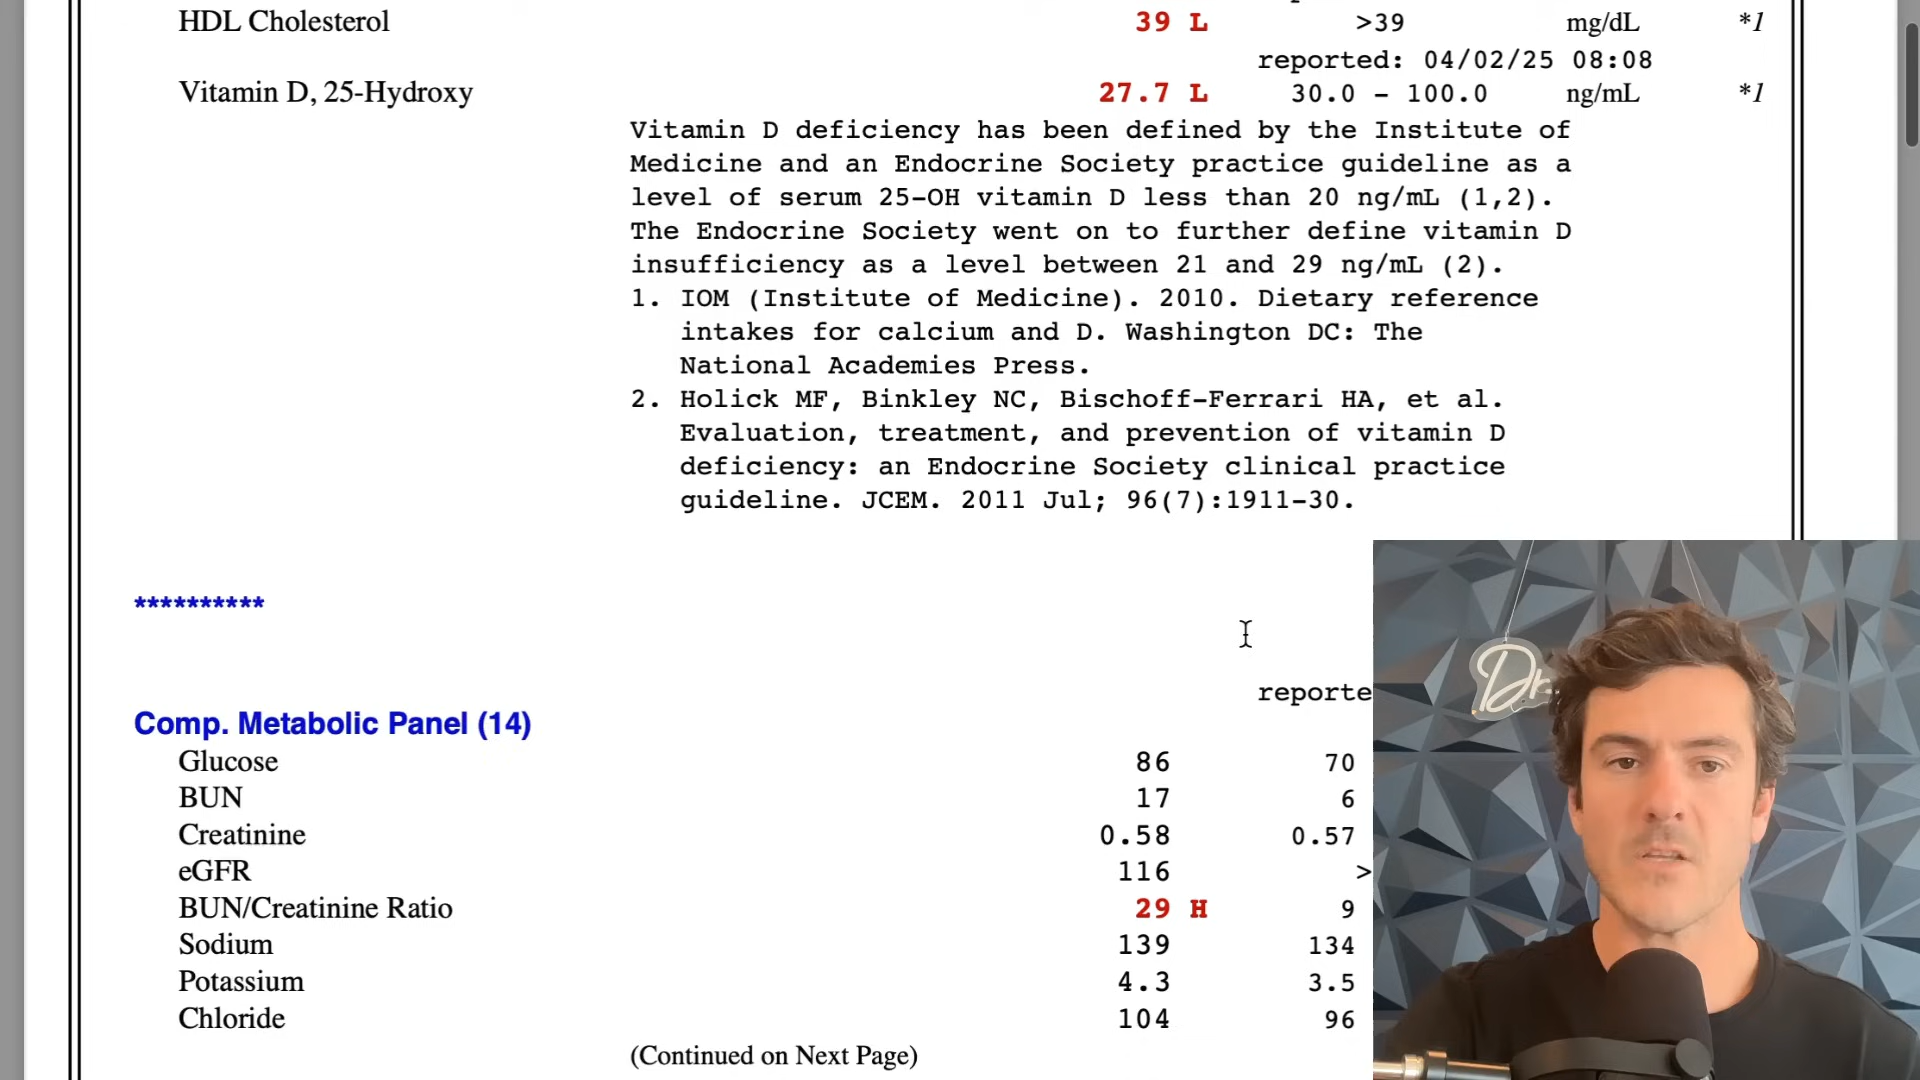 HDL Cholesterol 39 L >39 mg/dL *1
reported: 04/02/25 08:08
Vitamin D, 25-Hydroxy 27.7 L 30.0 - 100.0 ng/mL *1
Vitamin D deficiency has been defined by the Institute of
Medicine and an Endocrine Society practice guideline as a
level of serum 25-OH vitamin D less than 20 ng/mL (1,2).
The Endocrine Society went on to further define vitamin D
insufficiency as a level between 21 and 29 ng/mL (2).
1. IOM (Institute of Medicine). 2010. Dietary reference
intakes for calcium and D. Washington DC: The
National Academies Press.
2. Holick MF, Binkley NC, Bischoff-Ferrari HA, et al.
Evaluation, treatment, and prevention of vitamin D
deficiency: an Endocrine Society clinical practice
guideline. JCEM. 2011 Jul; 96(7):1911-30.
**********
reporte
Comp. Metabolic Panel (14)
Glucose 86 70
BUN 17 6
Creatinine 0.58 0.57
eGFR 116 >
BUN/Creatinine Ratio 29 H 9
Sodium 139 134
Potassium 4.3 3.5
Chloride 104 96
(Continued on Next Page)
Dr.